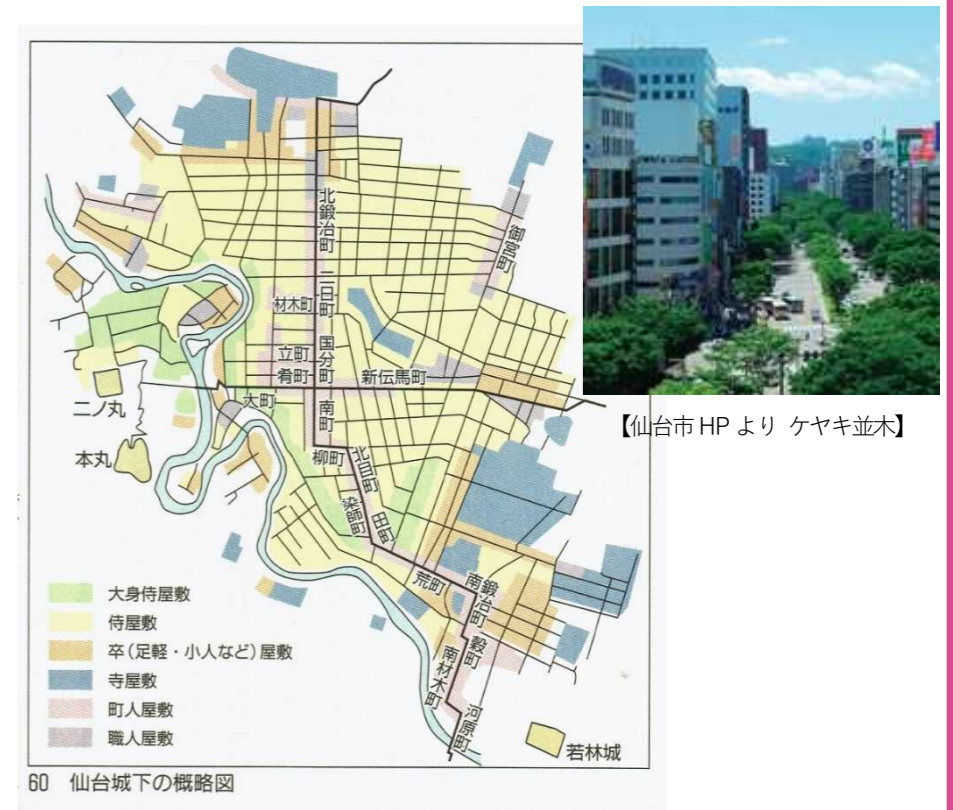 北鍛冶町
二日町
国分町
南町
御宮町
材木町
立町
肴町
新伝馬町
大町
二ノ丸
本丸
柳町
北目町
染師町
田町
荒町
南鍛冶町
穀町
南材木町
河原町
若林城
大身侍屋敷
侍屋敷
卒(足軽・小人など)屋敷
寺屋敷
町人屋敷
職人屋敷
60 仙台城下の概略図
【仙台市 HP より ケヤキ並木】